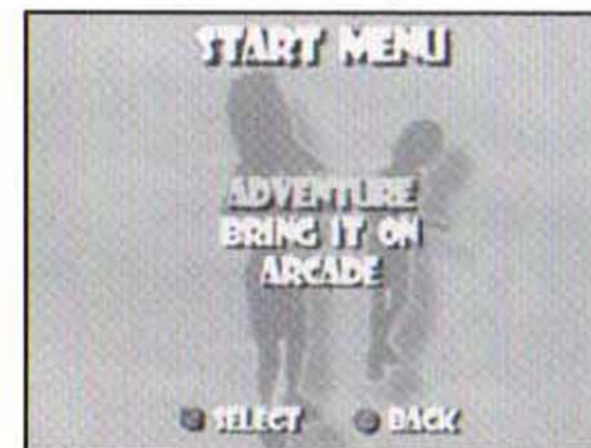 START MENU
ADVENTURE
BRING IT ON
ARCADE
SELECT BACK